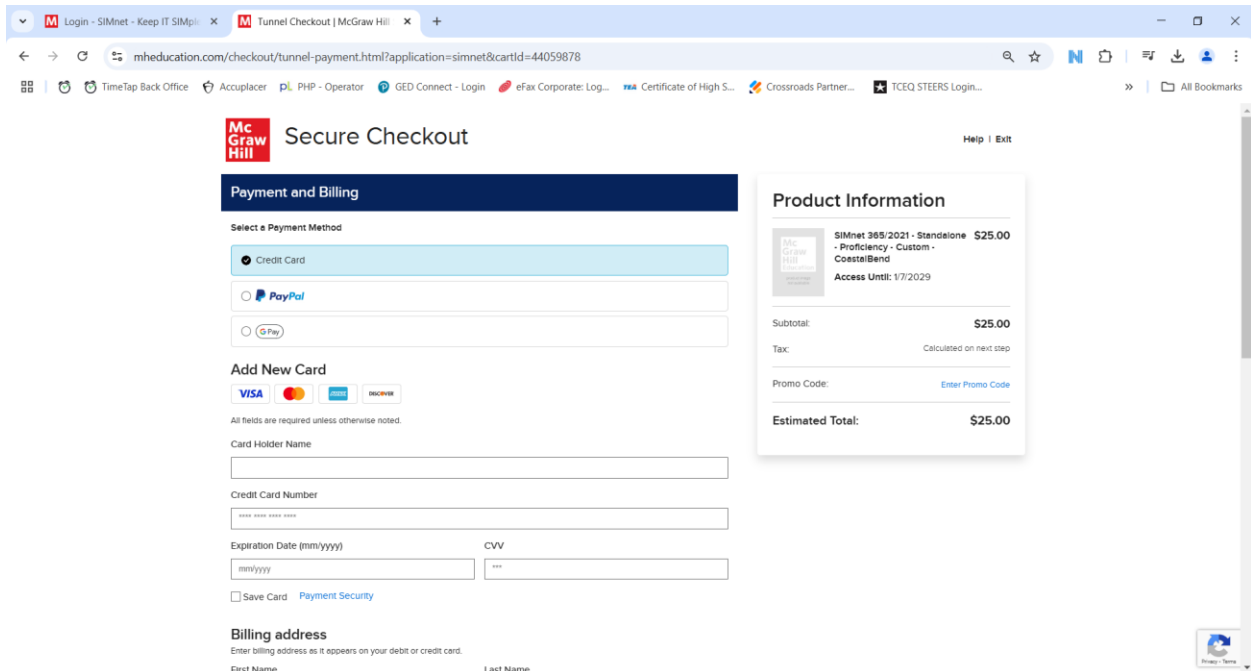 Login - SIMnet - Keep IT SIMple
Tunnel Checkout | McGraw Hill
mheducation.com/checkout/tunnel-payment.html?application=simnet&cartId=44059878
TimeTap Back Office
Accuplacer
PHP - Operator
GED Connect - Login
eFax Corporate: Log...
TEA Certificate of High S...
Crossroads Partner...
TCEQ STEERS Login...
All Bookmarks
Mc
Graw
Hill
Secure Checkout
Help | Exit
Payment and Billing
Select a Payment Method
Credit Card
PayPal
G Pay
Add New Card
VISA
DISCOVER
All fields are required unless otherwise noted.
Card Holder Name
Credit Card Number
**** **** **** ****
Expiration Date (mm/yyyy)
CVV
mm/yyyy
***
Save Card
Payment Security
Billing address
Enter billing address as it appears on your debit or credit card.
First Name
Last Name
Product Information
Mc
Graw
Hill
Education
SIMnet 365/2021 - Standalone $25.00
- Proficiency - Custom -
CoastalBend
Access Until: 1/7/2029
Subtotal: $25.00
Tax: Calculated on next step
Promo Code: Enter Promo Code
Estimated Total: $25.00
Privacy - Terms